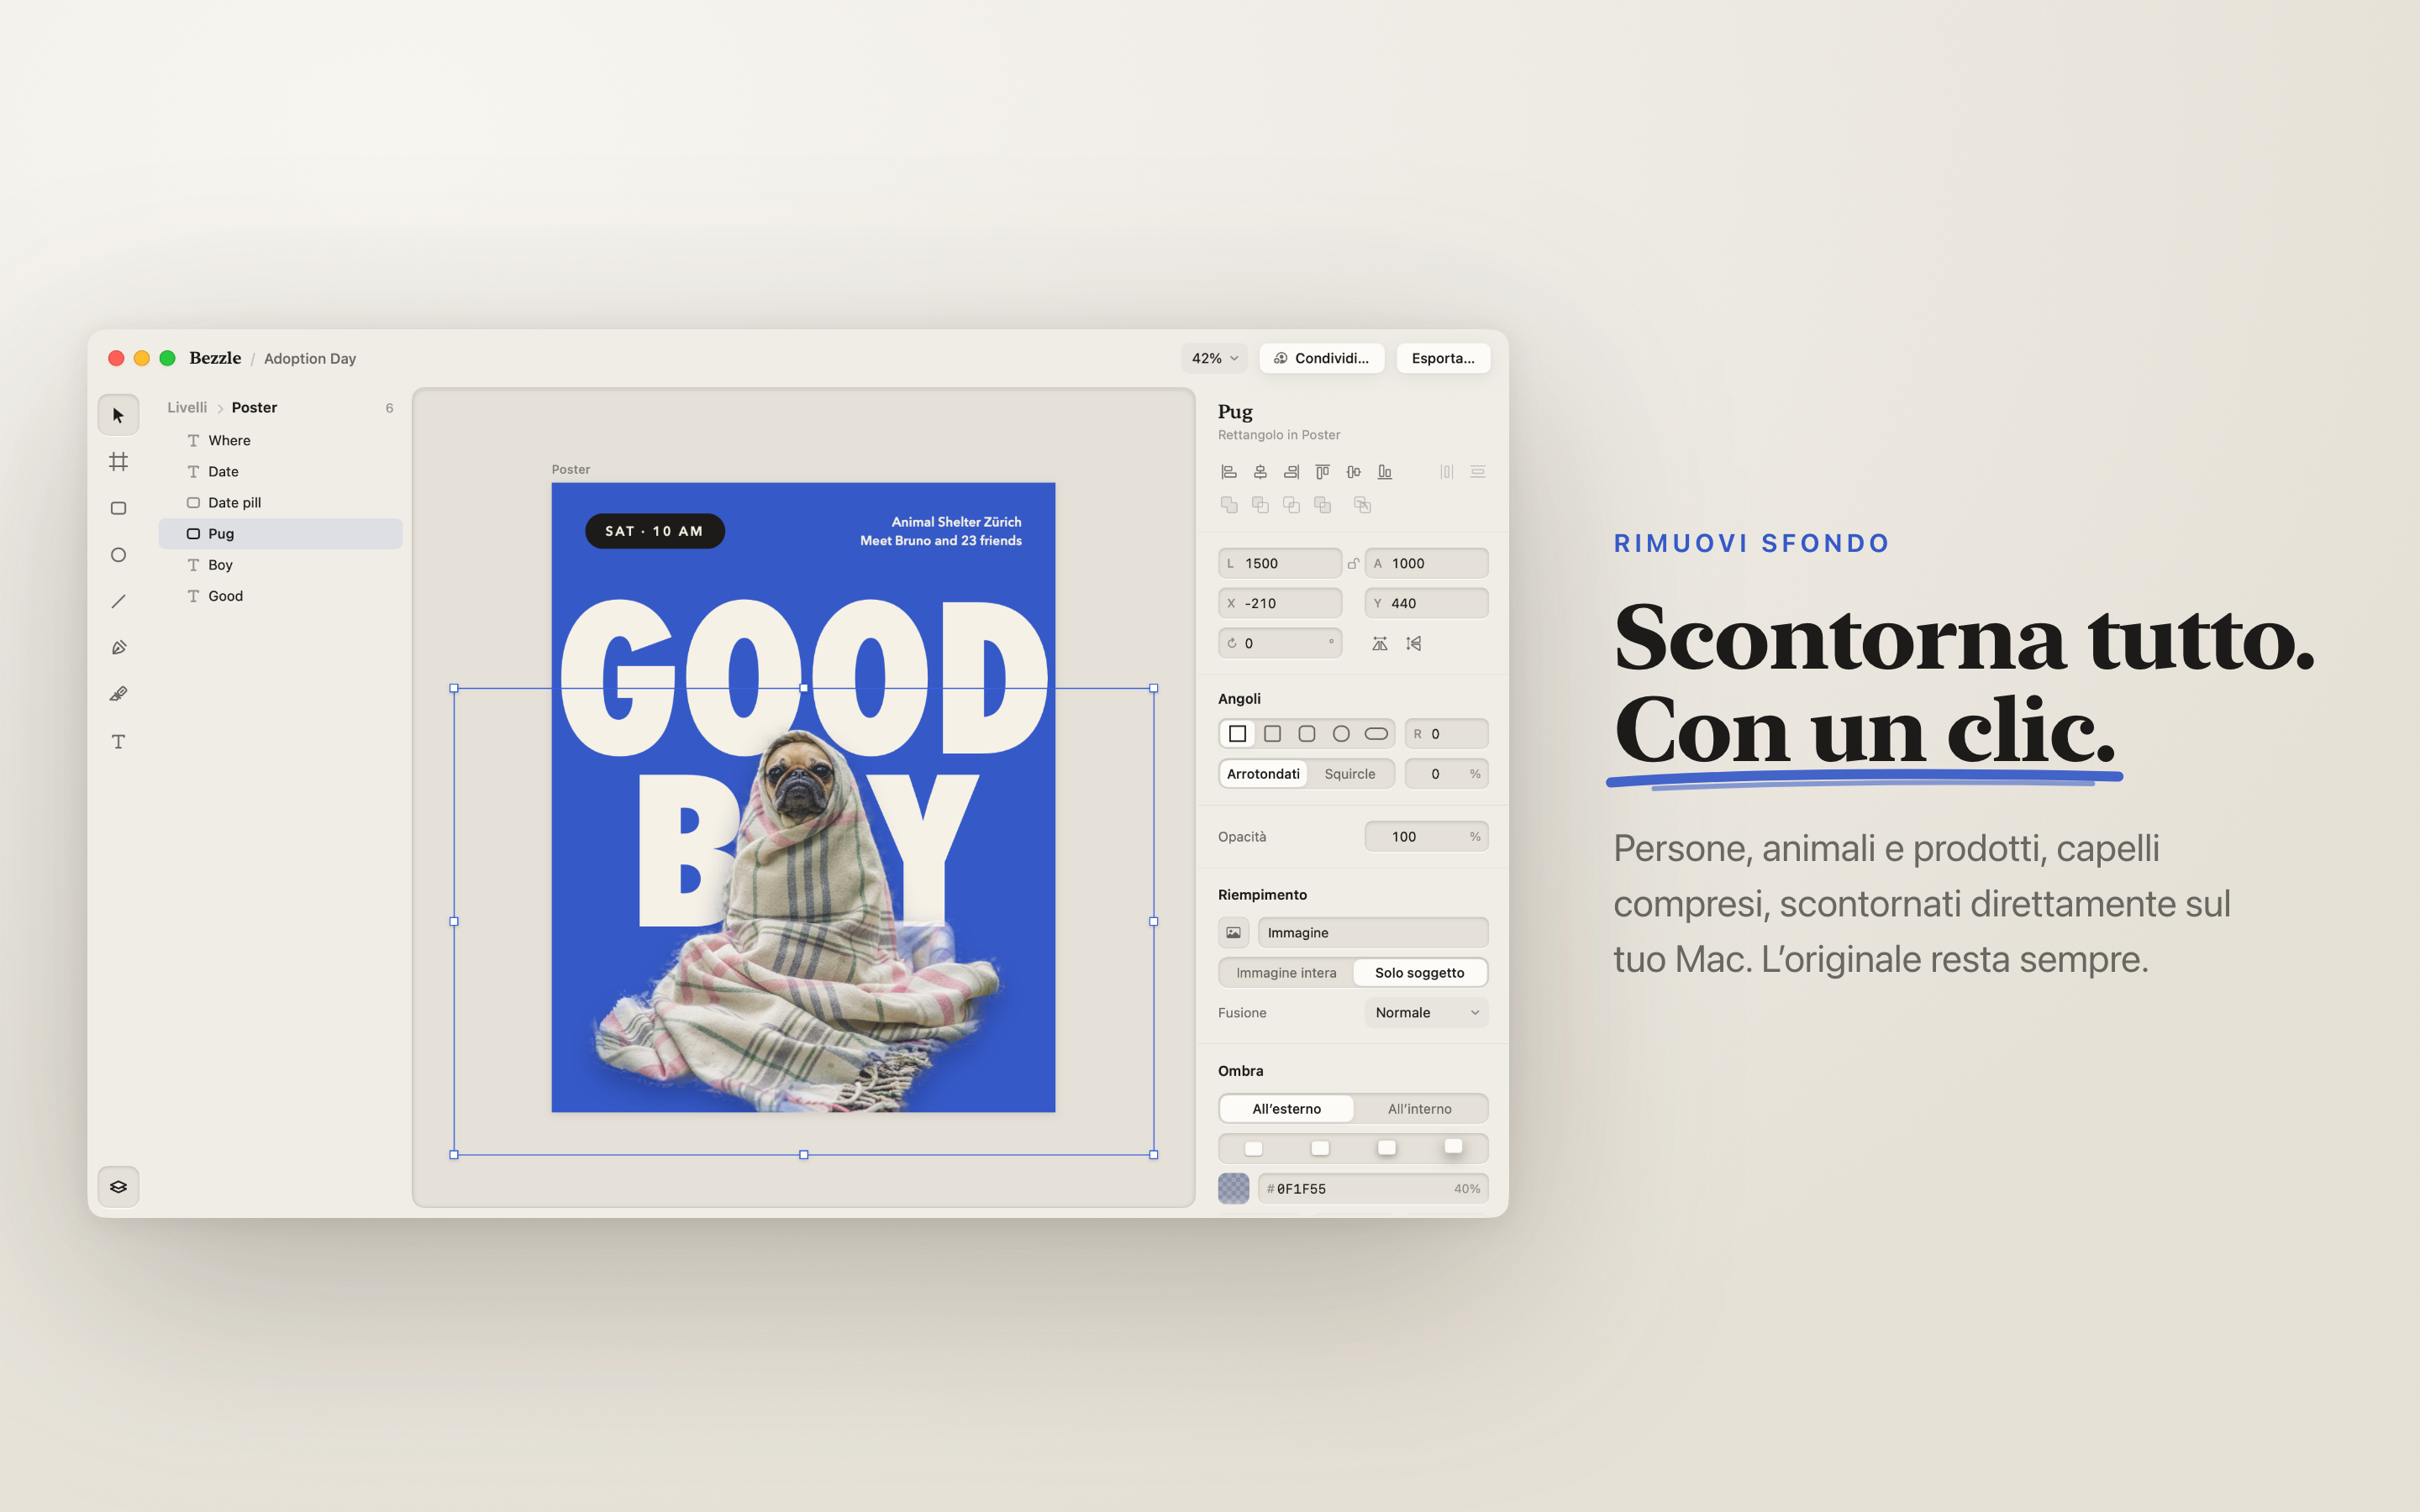 Bezzle / Adoption Day
42%
Condividi...
Esporta...
Livelli > Poster 6
Where
Date
Date pill
Pug
Boy
Good
Poster
SAT · 10 AM
Animal Shelter Zürich
Meet Bruno and 23 friends
GOOD
B Y
Pug
Rettangolo in Poster
L 1500
A 1000
X -210
Y 440
0 °
Angoli
R 0
Arrotondati Squircle 0 %
Opacità 100 %
Riempimento
Immagine
Immagine intera Solo soggetto
Fusione Normale
Ombra
All’esterno All’interno
# 0F1F55 40%
RIMUOVI SFONDO
Scontorna tutto.
Con un clic.
Persone, animali e prodotti, capelli
compresi, scontornati direttamente sul
tuo Mac. L’originale resta sempre.